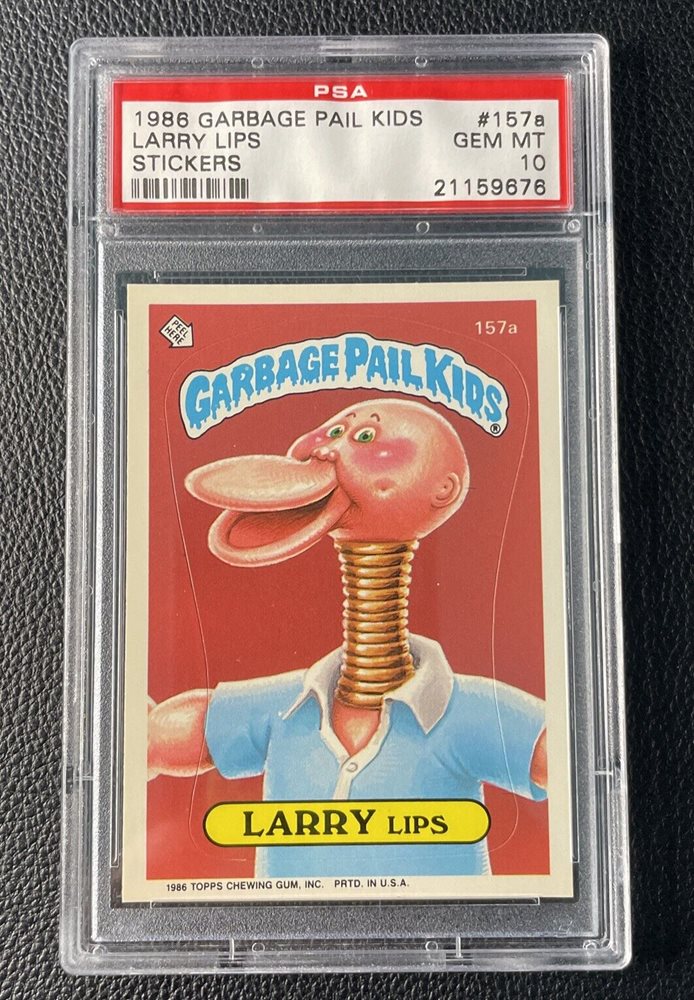 PSA
1986 GARBAGE PAIL KIDS #157a
LARRY LIPS GEM MT
STICKERS 10
21159676
PEEL
HERE
157a
GARBAGE PAIL KIDS®
LARRY LIPS
1986 TOPPS CHEWING GUM, INC. PRTD. IN U.S.A.